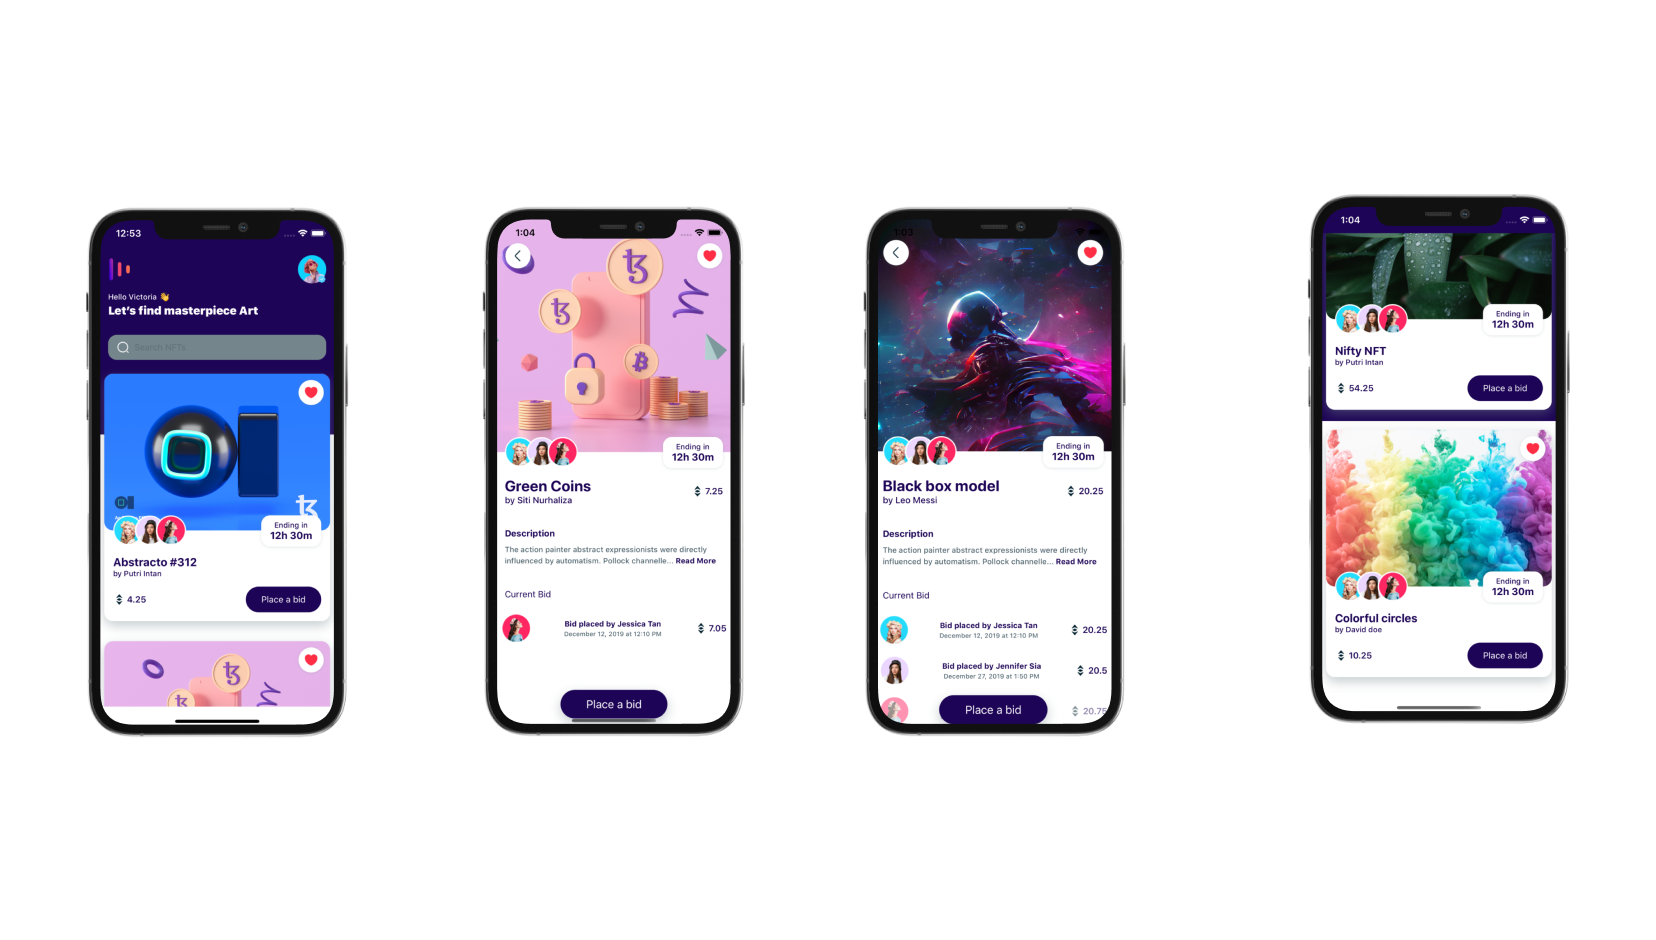 12:53
Hello Victoria 👋
Let's find masterpiece Art
Search NFTs
Ending in
12h 30m
Abstracto #312
by Putri Intan
4.25
Place a bid
1:04
Ending in
12h 30m
Green Coins
by Siti Nurhaliza
7.25
Description
The action painter abstract expressionists were directly
influenced by automatism. Pollock channelle... Read More
Current Bid
Bid placed by Jessica Tan
December 12, 2019 at 12:10 PM
7.05
Place a bid
1:03
Ending in
12h 30m
Black box model
by Leo Messi
20.25
Description
The action painter abstract expressionists were directly
influenced by automatism. Pollock channelle... Read More
Current Bid
Bid placed by Jessica Tan
December 12, 2019 at 12:10 PM
20.25
Bid placed by Jennifer Sia
December 27, 2019 at 1:50 PM
20.5
Place a bid
20.75
1:04
Ending in
12h 30m
Nifty NFT
by Putri Intan
54.25
Place a bid
Ending in
12h 30m
Colorful circles
by David doe
10.25
Place a bid